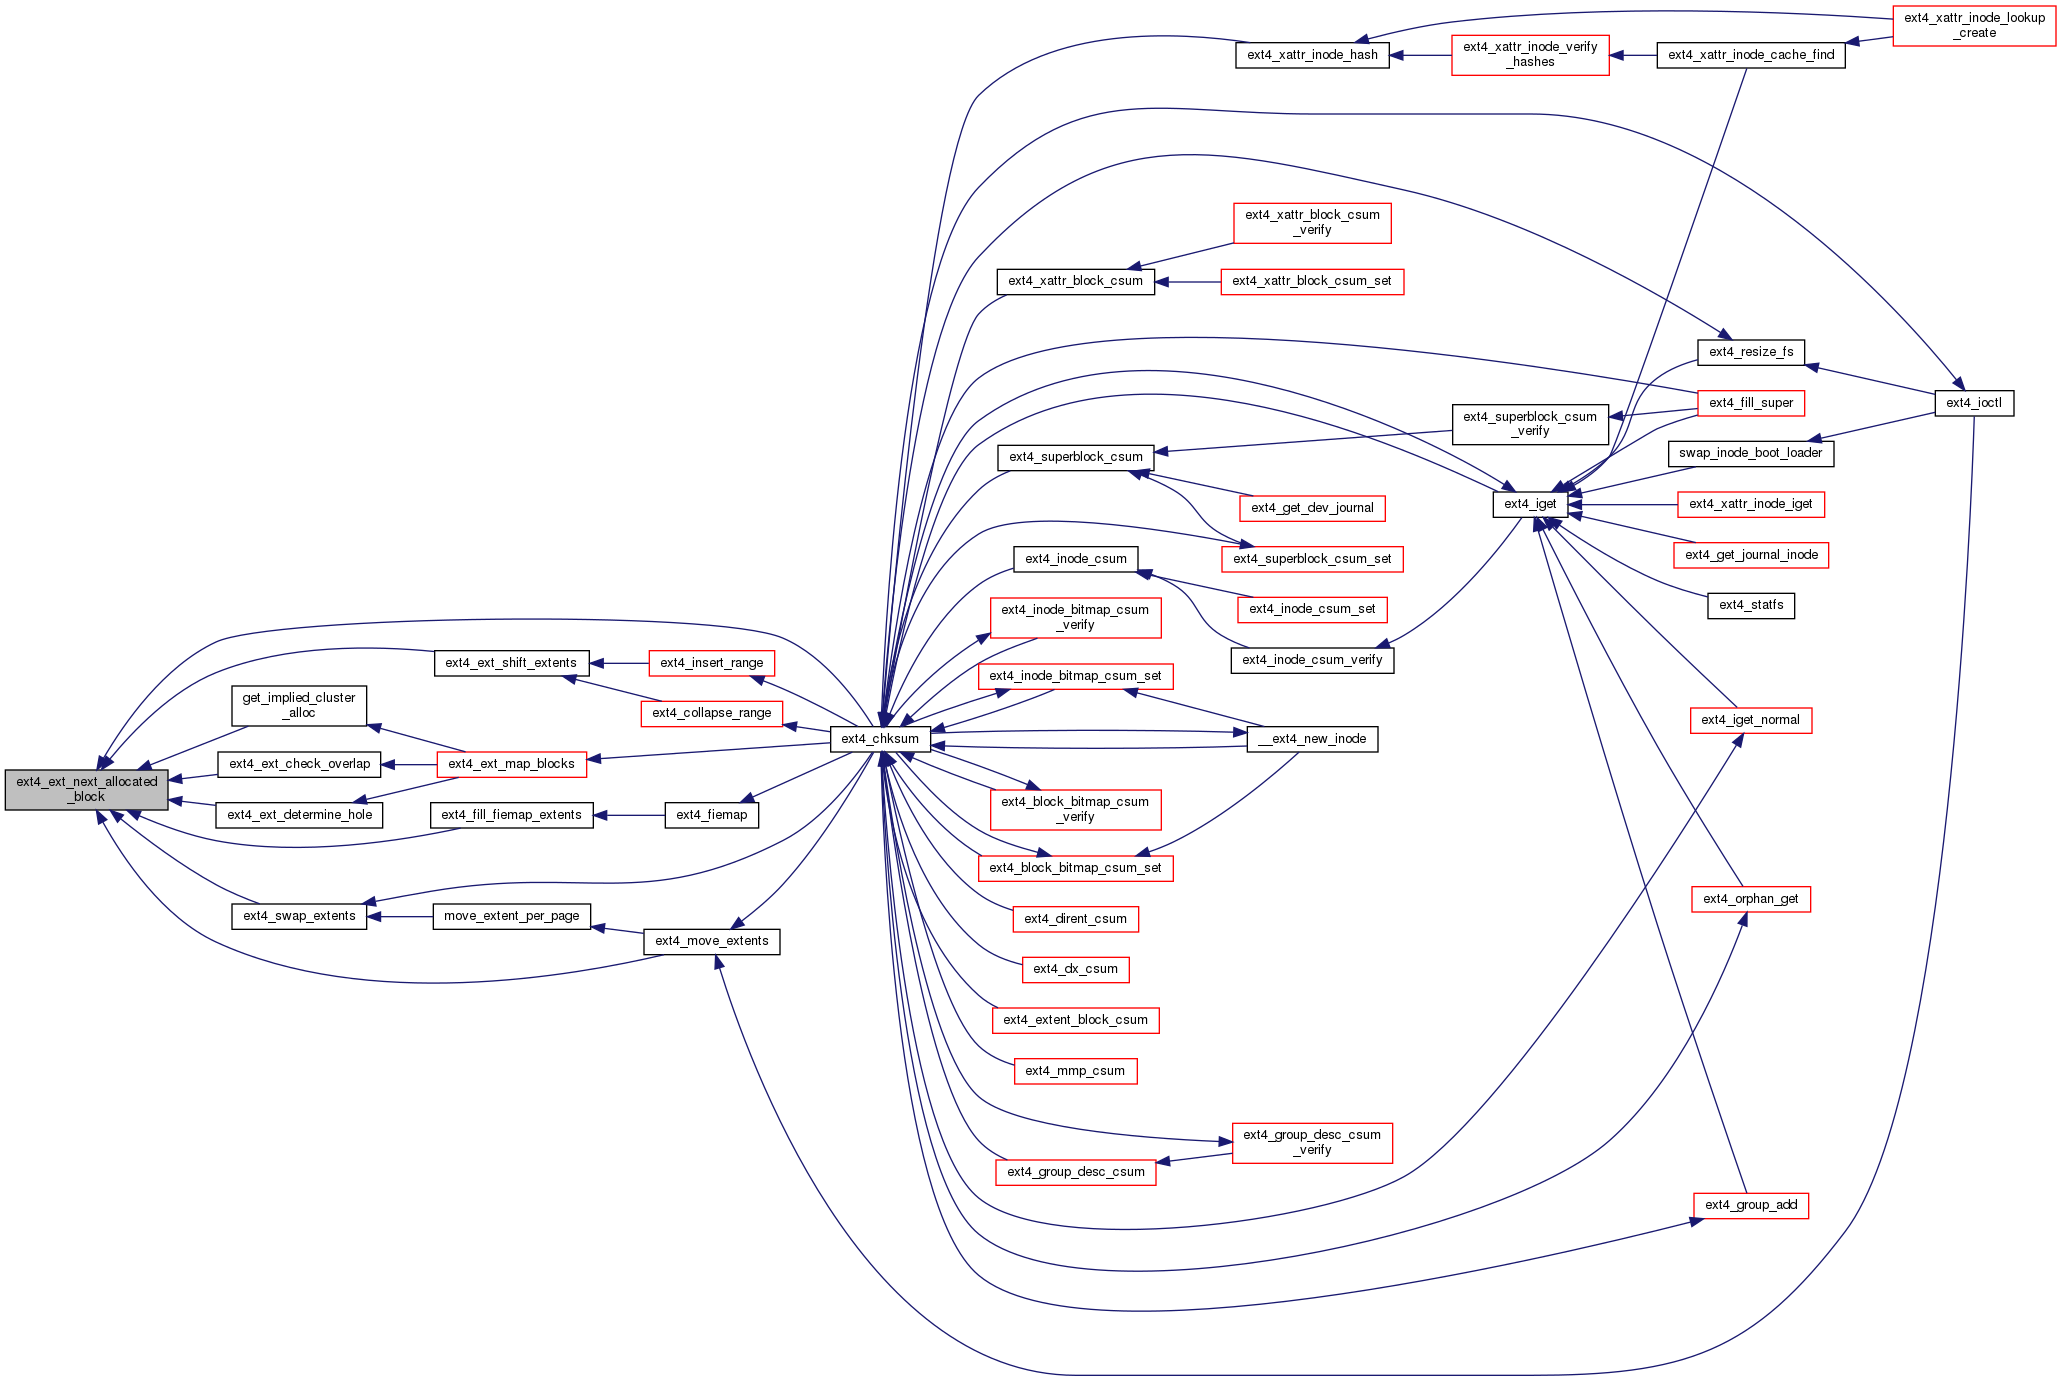 ext4_xattr_inode_lookup
_create
ext4_xattr_inode_hash
ext4_xattr_inode_verify
_hashes
ext4_xattr_inode_cache_find
ext4_xattr_block_csum
_verify
ext4_xattr_block_csum
ext4_xattr_block_csum_set
ext4_resize_fs
ext4_fill_super
ext4_ioctl
ext4_superblock_csum
_verify
ext4_superblock_csum
swap_inode_boot_loader
ext4_get_dev_journal
ext4_iget
ext4_xattr_inode_iget
ext4_superblock_csum_set
ext4_get_journal_inode
ext4_inode_csum
ext4_inode_csum_set
ext4_statfs
ext4_inode_bitmap_csum
_verify
ext4_inode_csum_verify
ext4_ext_shift_extents
ext4_insert_range
ext4_inode_bitmap_csum_set
get_implied_cluster
_alloc
ext4_collapse_range
ext4_iget_normal
ext4_chksum
__ext4_new_inode
ext4_ext_check_overlap
ext4_ext_map_blocks
ext4_ext_next_allocated
_block
ext4_ext_determine_hole
ext4_fill_fiemap_extents
ext4_fiemap
ext4_block_bitmap_csum
_verify
ext4_block_bitmap_csum_set
ext4_orphan_get
ext4_swap_extents
move_extent_per_page
ext4_dirent_csum
ext4_move_extents
ext4_dx_csum
ext4_extent_block_csum
ext4_mmp_csum
ext4_group_desc_csum
_verify
ext4_group_desc_csum
ext4_group_add